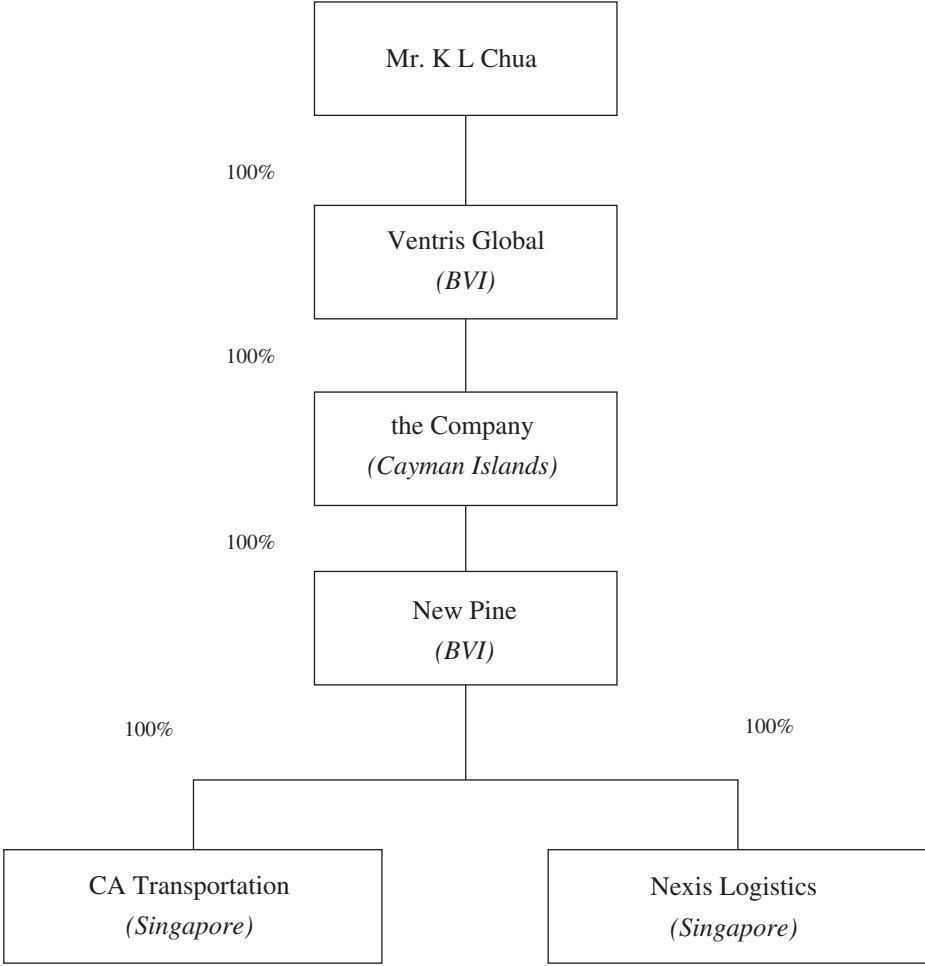 Mr. K L Chua
100%
Ventris Global
(BVI)
100%
the Company
(Cayman Islands)
100%
New Pine
(BVI)
100%
100%
CA Transportation
(Singapore)
Nexis Logistics
(Singapore)